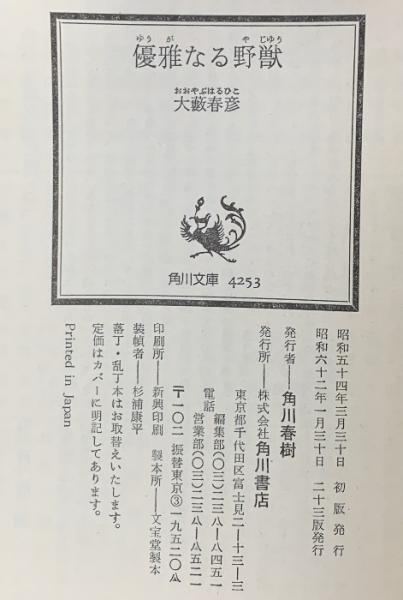 ゆうが やじゅう
優雅なる野獣
おおやぶはるひこ
大藪春彦
角川文庫 4253
昭和五十四年三月三十日 初版発行
昭和六十二年一月三十日 二十三版発行
発行者――角川春樹
発行所――株式会社角川書店
東京都千代田区富士見二―十三―三
電話 編集部(〇三)二三八―八四五一
営業部(〇三)二三八―八五二一
〒一〇二 振替東京③一九五二〇八
印刷所――新興印刷 製本所――文宝堂製本
装幀者――杉浦康平
落丁・乱丁本はお取替えいたします。
定価はカバーに明記してあります。
Printed in Japan